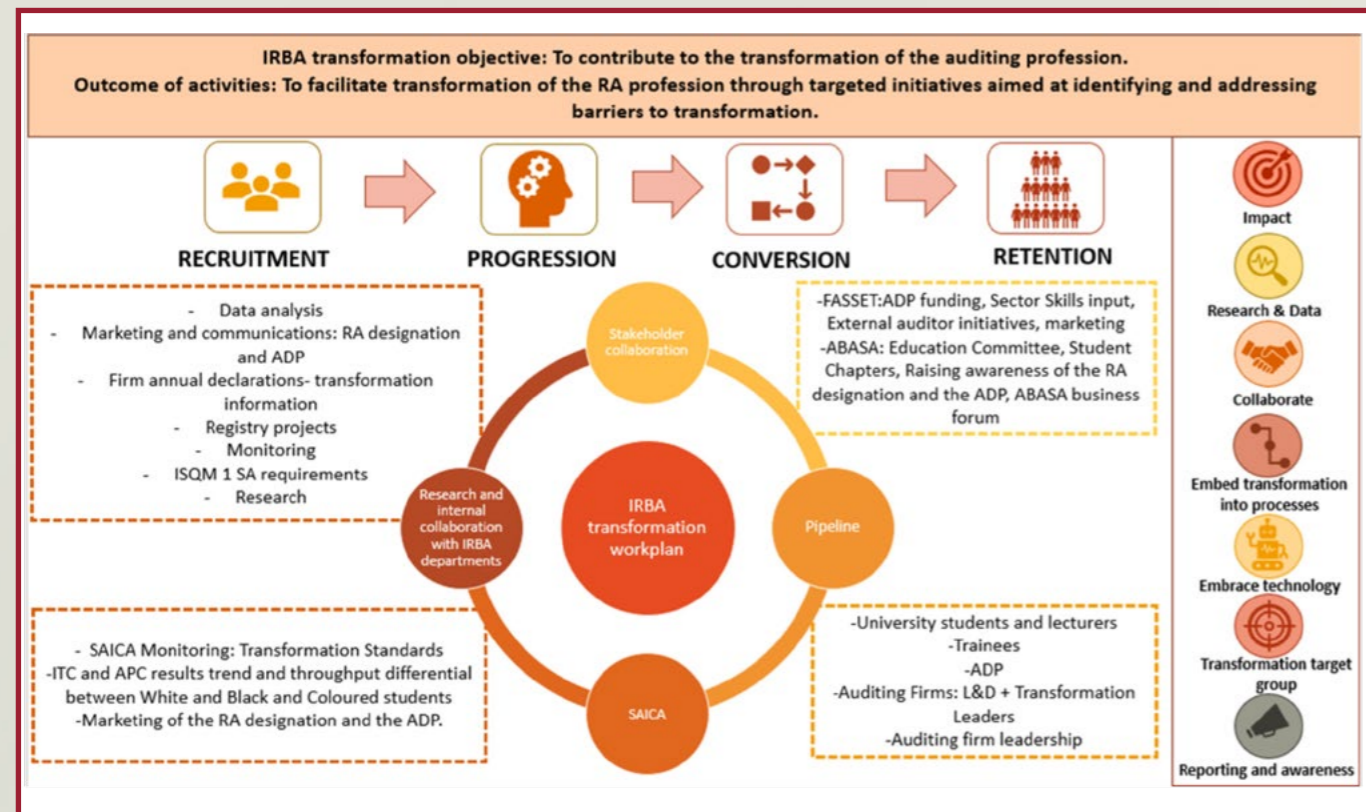 IRBA transformation objective: To contribute to the transformation of the auditing profession.
Outcome of activities: To facilitate transformation of the RA profession through targeted initiatives aimed at identifying and addressing
barriers to transformation.
RECRUITMENT
PROGRESSION
CONVERSION
RETENTION
- Data analysis
- Marketing and communications: RA designation
and ADP
- Firm annual declarations- transformation
information
- Registry projects
- Monitoring
- ISQM 1 SA requirements
- Research
Stakeholder
collaboration
-FASSET:ADP funding, Sector Skills input,
External auditor initiatives, marketing
-ABASA: Education Committee, Student
Chapters, Raising awareness of the RA
designation and the ADP, ABASA business
forum
Research and
internal
collaboration
with IRBA
departments
IRBA
transformation
workplan
Pipeline
- SAICA Monitoring: Transformation Standards
-ITC and APC results trend and throughput differential
between White and Black and Coloured students
-Marketing of the RA designation and the ADP.
SAICA
-University students and lecturers
-Trainees
-ADP
-Auditing Firms: L&D + Transformation
Leaders
-Auditing firm leadership
Impact
Research & Data
Collaborate
Embed transformation
into processes
Embrace technology
Transformation target
group
Reporting and awareness